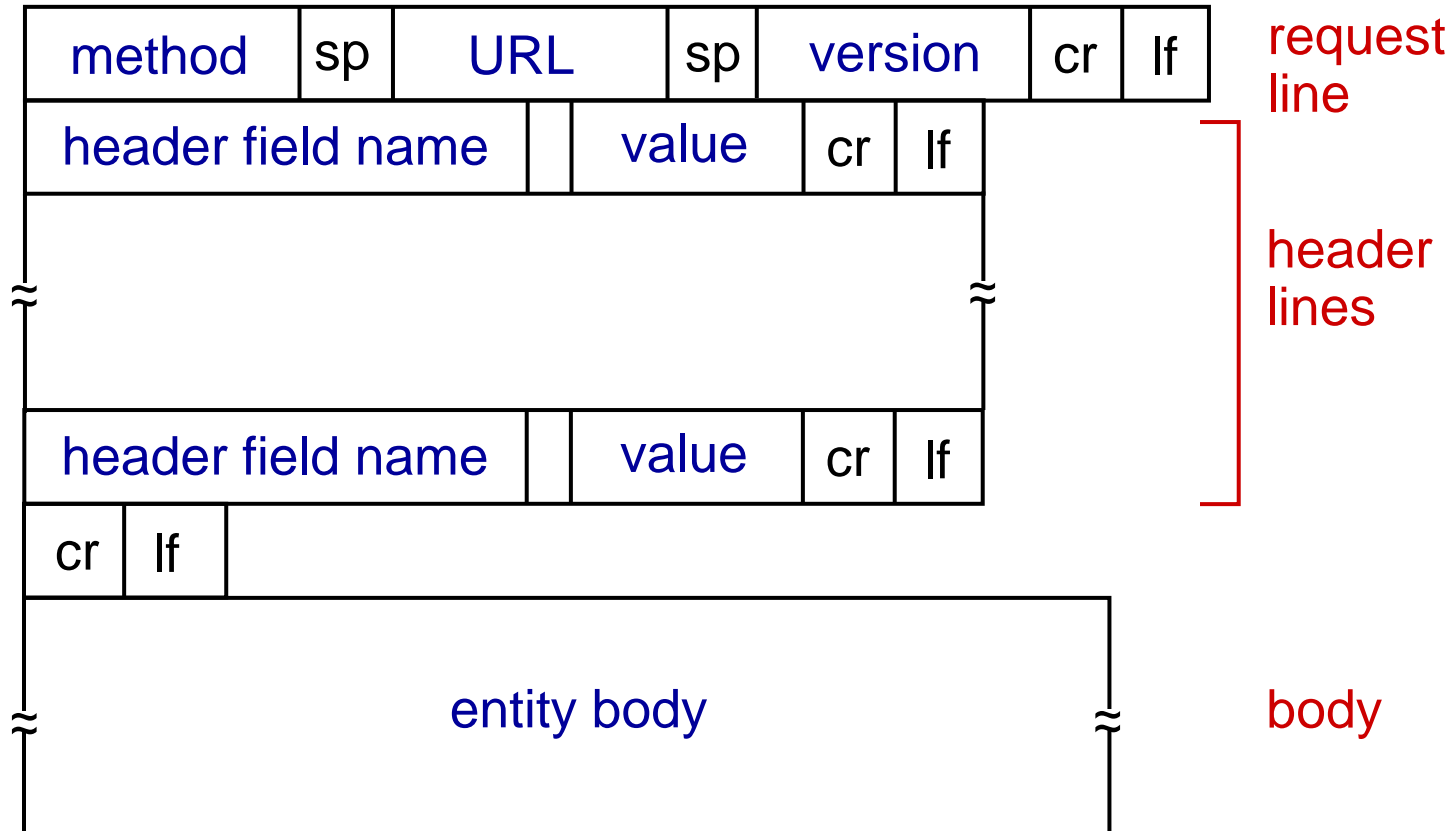 method sp URL sp version cr lf request line
header field name value cr lf
header lines
header field name value cr lf
cr lf
entity body body